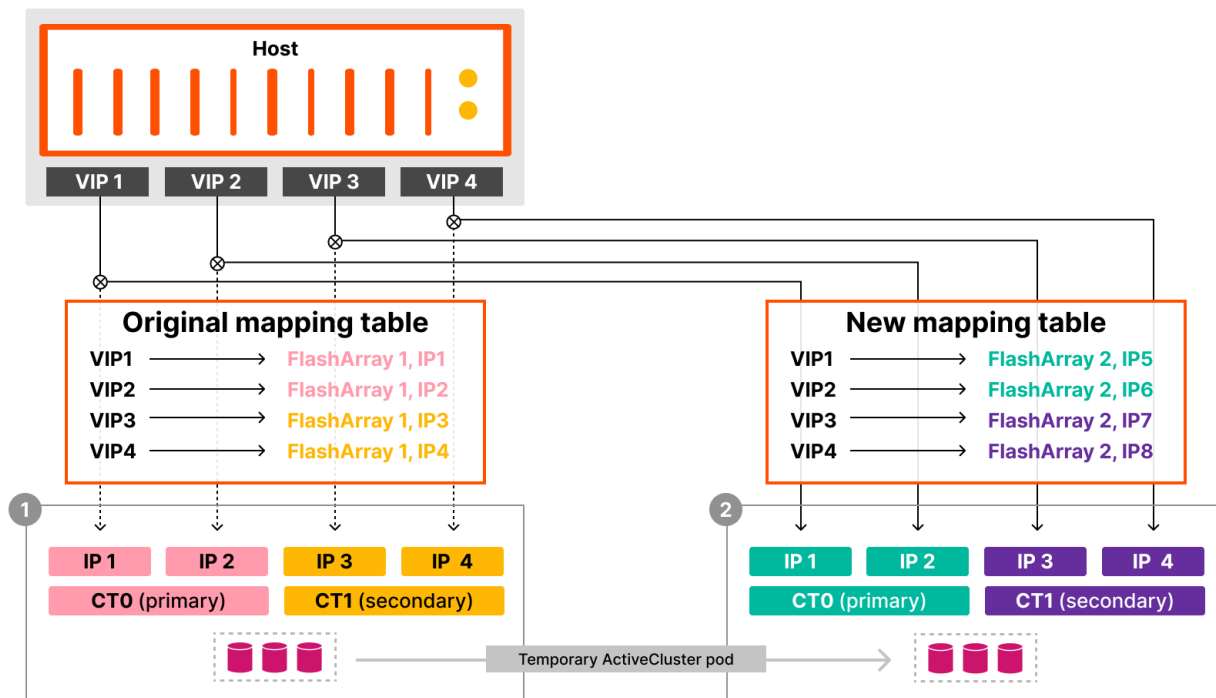 Host
VIP 1
VIP 2
VIP 3
VIP 4
Original mapping table
VIP1 FlashArray 1, IP1
VIP2 FlashArray 1, IP2
VIP3 FlashArray 1, IP3
VIP4 FlashArray 1, IP4
New mapping table
VIP1 FlashArray 2, IP5
VIP2 FlashArray 2, IP6
VIP3 FlashArray 2, IP7
VIP4 FlashArray 2, IP8
1
IP 1
IP 2
IP 3
IP 4
CT0 (primary)
CT1 (secondary)
2
IP 1
IP 2
IP 3
IP 4
CT0 (primary)
CT1 (secondary)
Temporary ActiveCluster pod